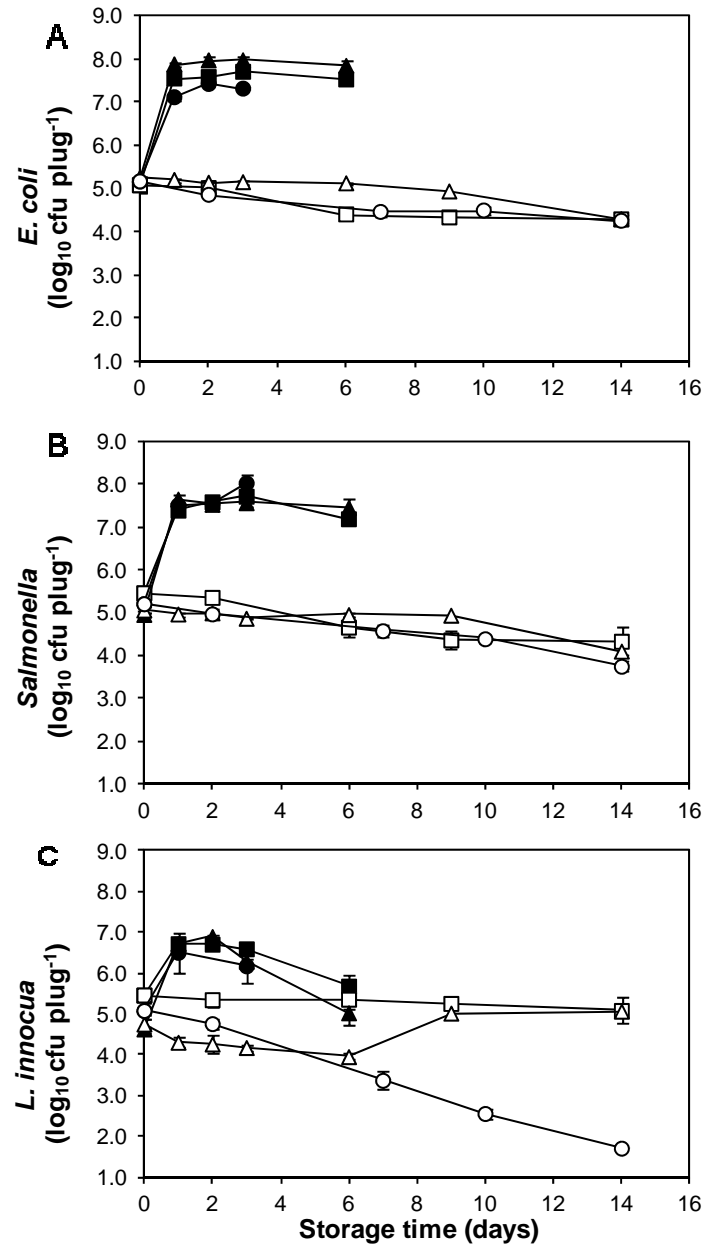 A
9.0
8.0
7.0
6.0
5.0
4.0
3.0
2.0
1.0
E. coli
(log₁₀ cfu plug⁻¹)
0 2 4 6 8 10 12 14 16
B
9.0
8.0
7.0
6.0
5.0
4.0
3.0
2.0
1.0
Salmonella
(log₁₀ cfu plug⁻¹)
0 2 4 6 8 10 12 14 16
C
9.0
8.0
7.0
6.0
5.0
4.0
3.0
2.0
1.0
L. innocua
(log₁₀ cfu plug⁻¹)
0 2 4 6 8 10 12 14 16
Storage time (days)